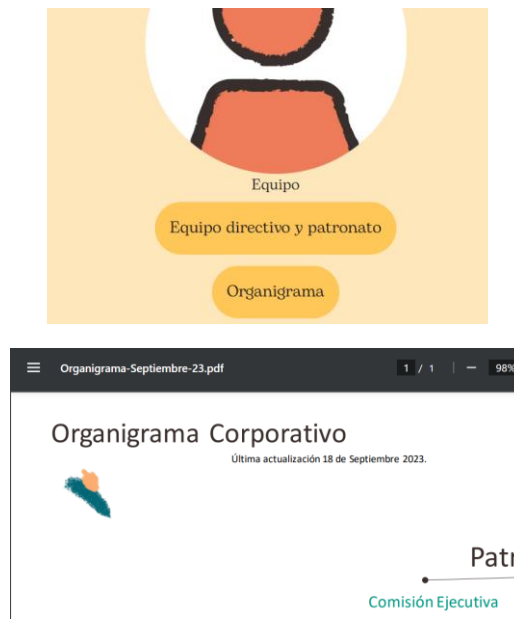 Equipo
Equipo directivo y patronato
Organigrama
Organigrama-Septiembre-23.pdf 1 / 1 98%
Organigrama Corporativo
Última actualización 18 de Septiembre 2023.
Patr
Comisión Ejecutiva